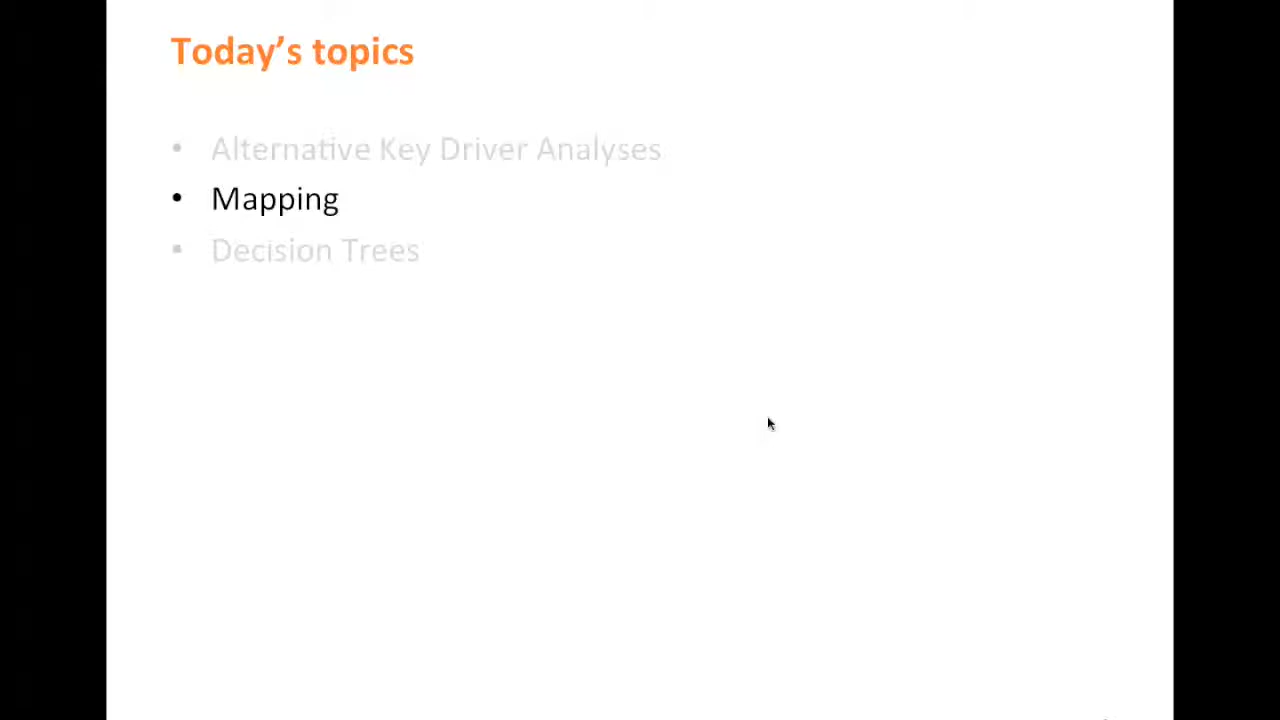 Today’s topics
• Alternative Key Driver Analyses
• Mapping
• Decision Trees